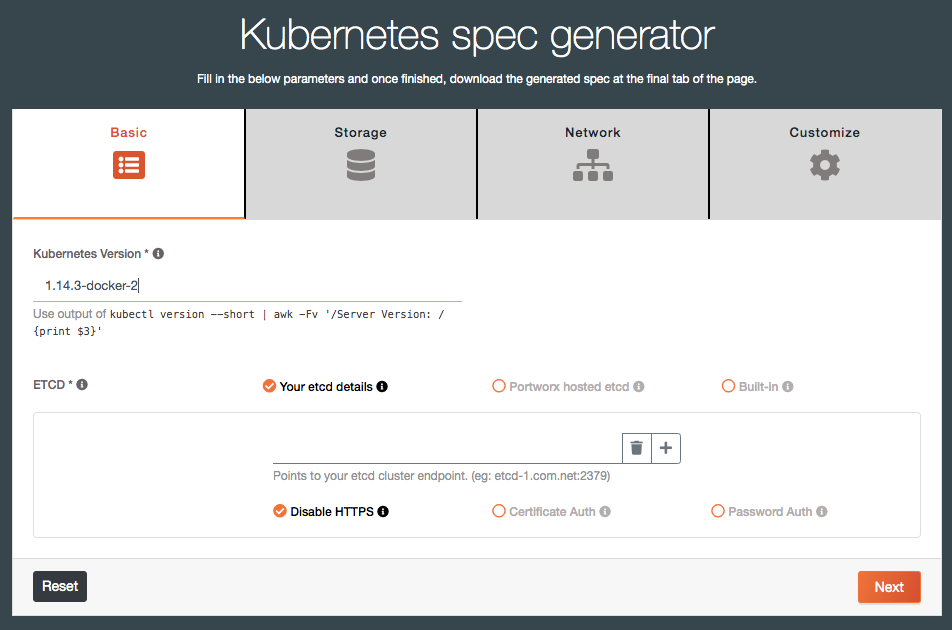 Kubernetes spec generator
Fill in the below parameters and once finished, download the generated spec at the final tab of the page.
Basic
Storage
Network
Customize
Kubernetes Version *
1.14.3-docker-2
Use output of kubectl version --short | awk -Fv '/Server Version: /
{print $3}'
ETCD *
Your etcd details
Portworx hosted etcd
Built-in
Points to your etcd cluster endpoint. (eg: etcd-1.com.net:2379)
Disable HTTPS
Certificate Auth
Password Auth
Reset
Next